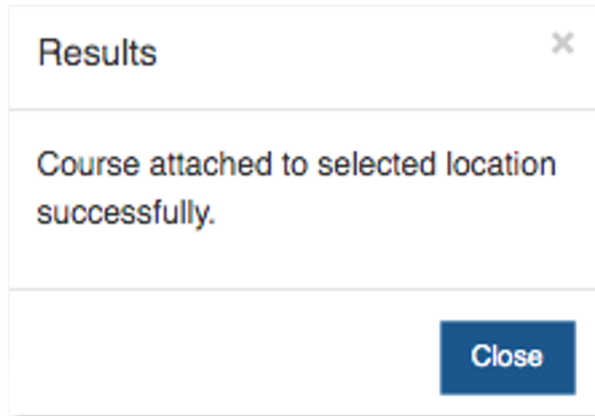 Results
Course attached to selected location
successfully.
Close